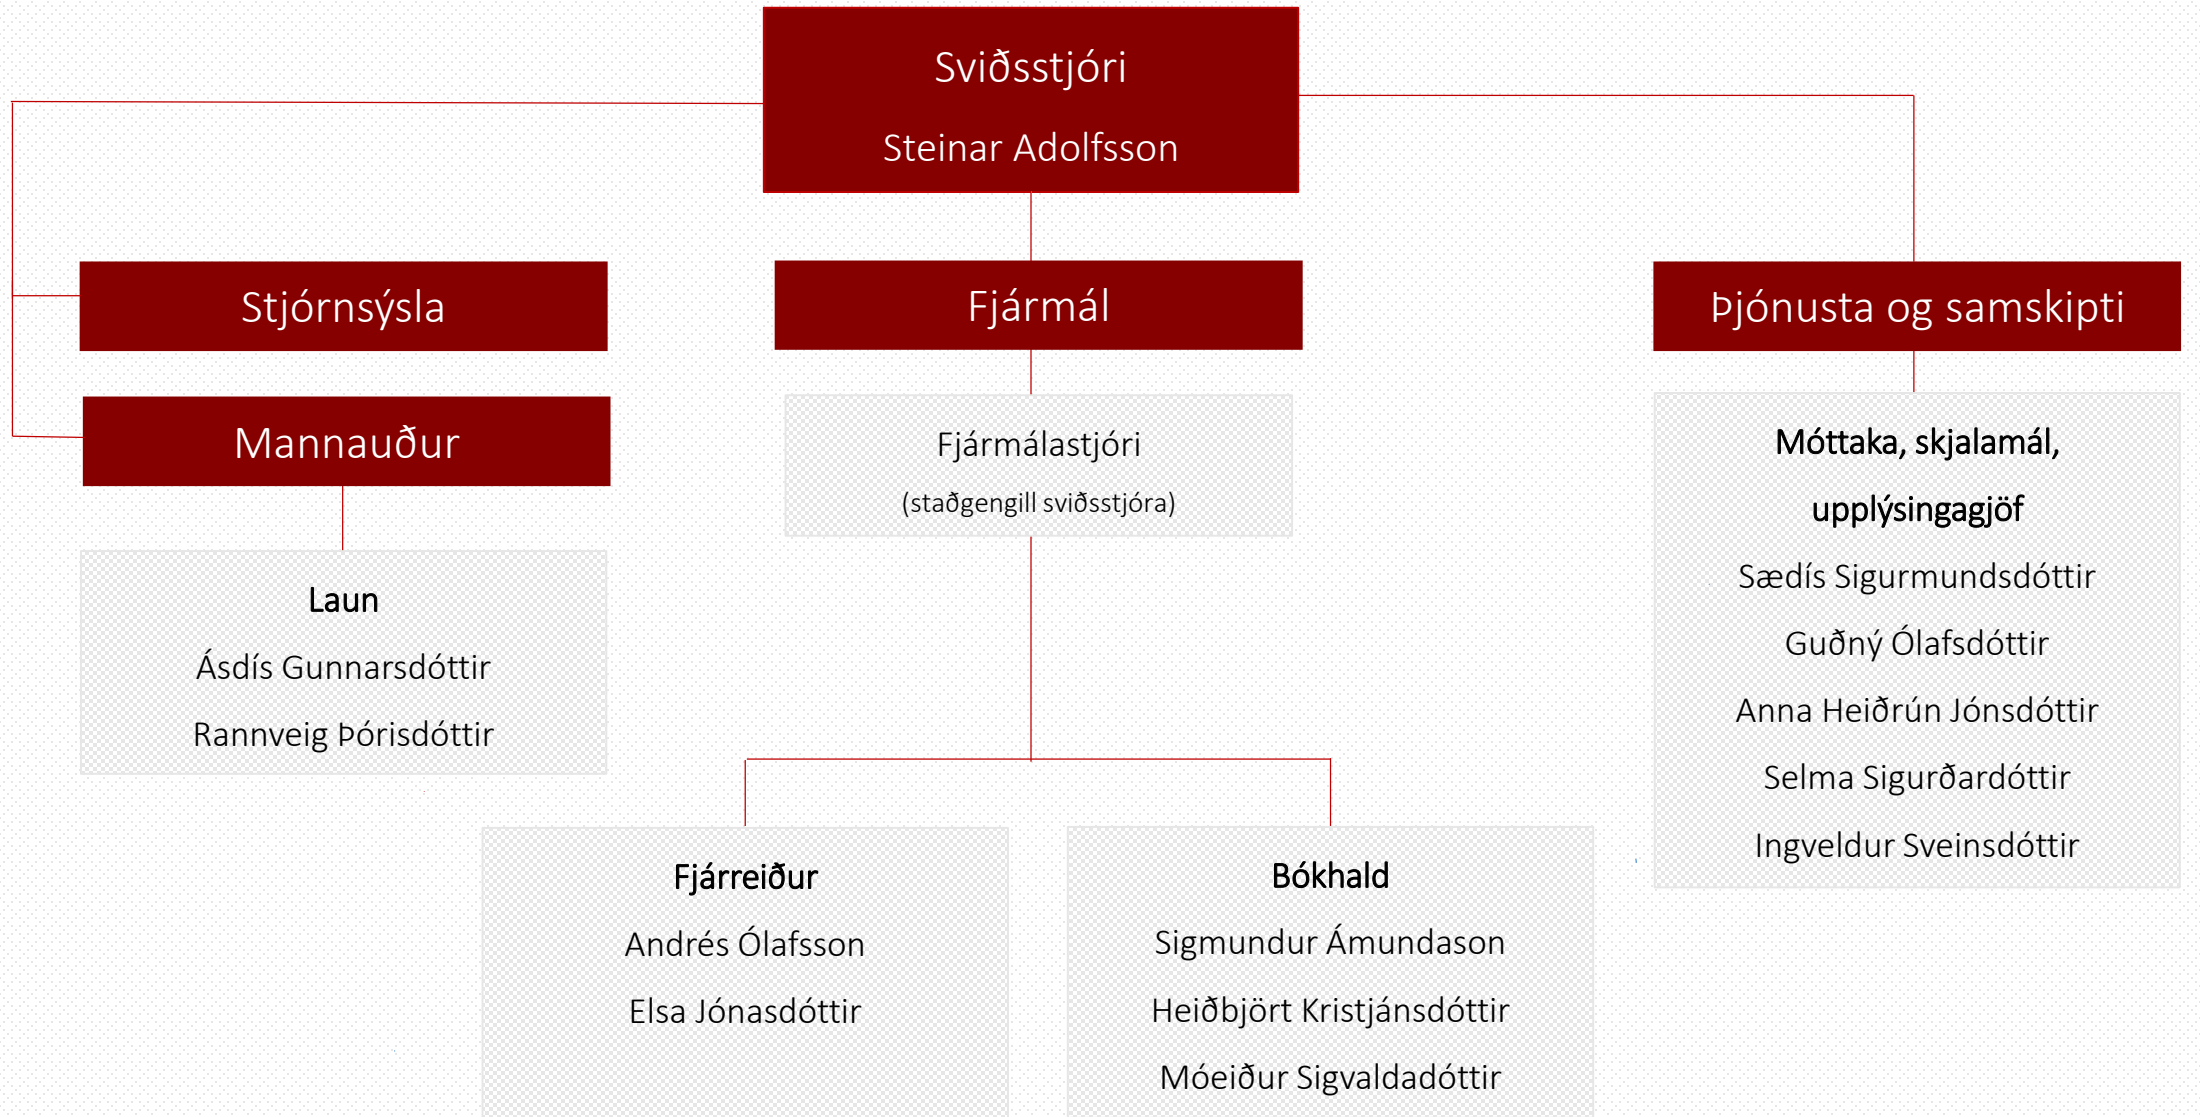 Sviðsstjóri
Steinar Adolfsson
Stjórnsýsla
Mannauður
Laun
Ásdís Gunnarsdóttir
Rannveig Þórisdóttir
Fjármál
Fjármálastjóri
(staðgengill sviðsstjóra)
Fjárreiður
Andrés Ólafsson
Elsa Jónasdóttir
Bókhald
Sigmundur Ámundason
Heiðbjört Kristjánsdóttir
Móeiður Sigvaldadóttir
Þjónusta og samskipti
Móttaka, skjalamál,
upplýsingagjöf
Sædís Sigurmundsdóttir
Guðný Ólafsdóttir
Anna Heiðrún Jónsdóttir
Selma Sigurðardóttir
Ingveldur Sveinsdóttir